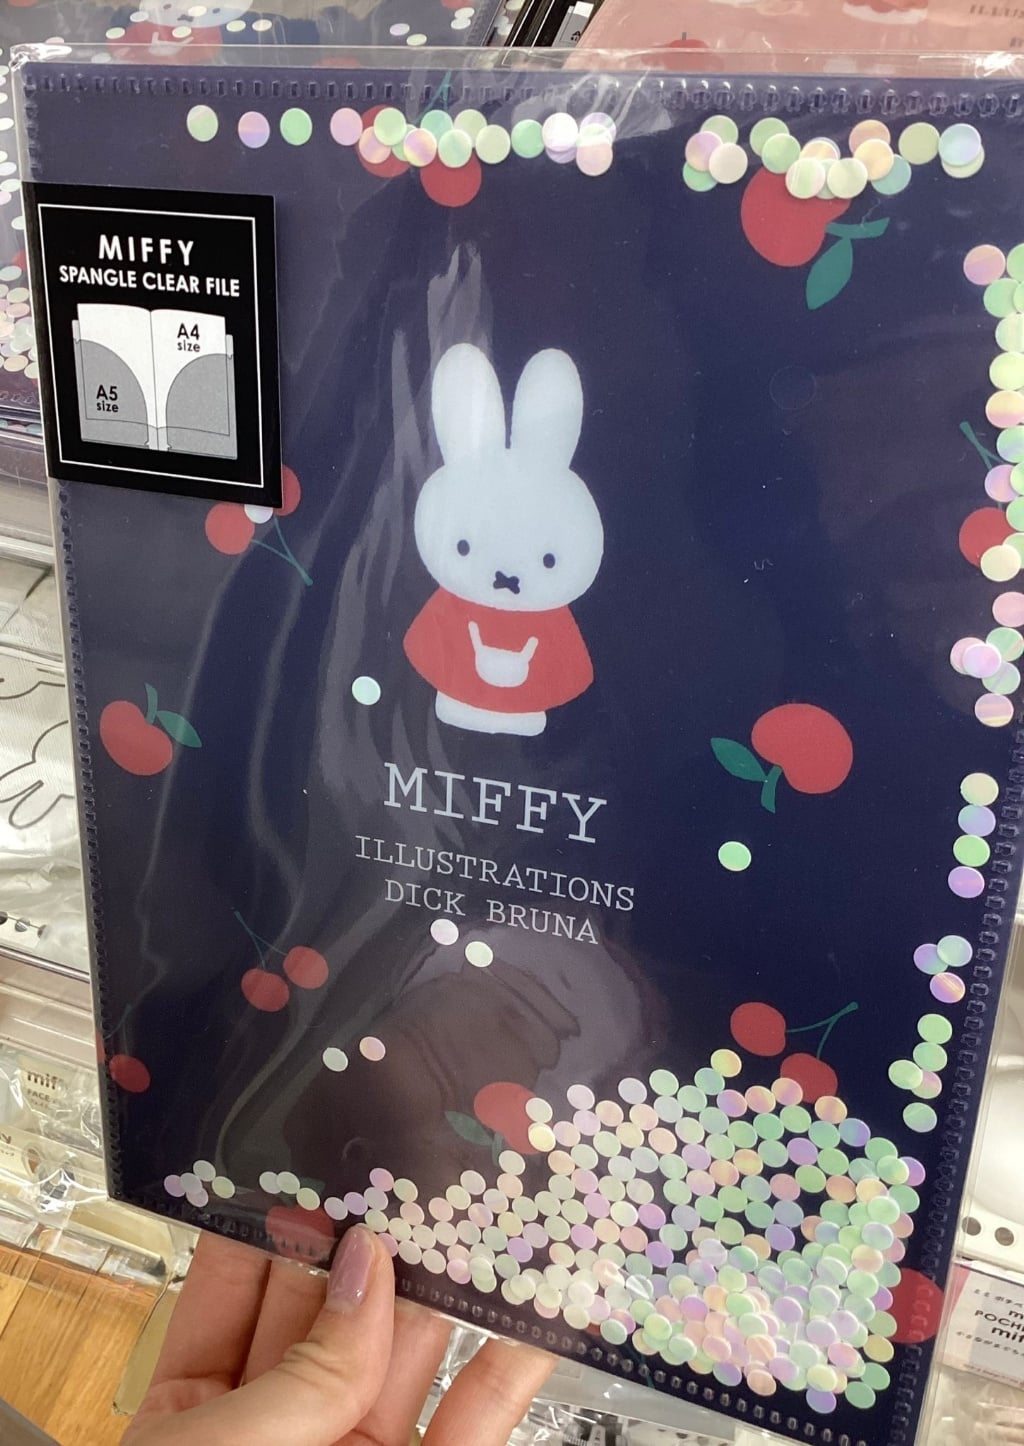 MIFFY
SPANGLE CLEAR FILE
A4
size
A5
size
MIFFY
ILLUSTRATIONS
DICK BRUNA